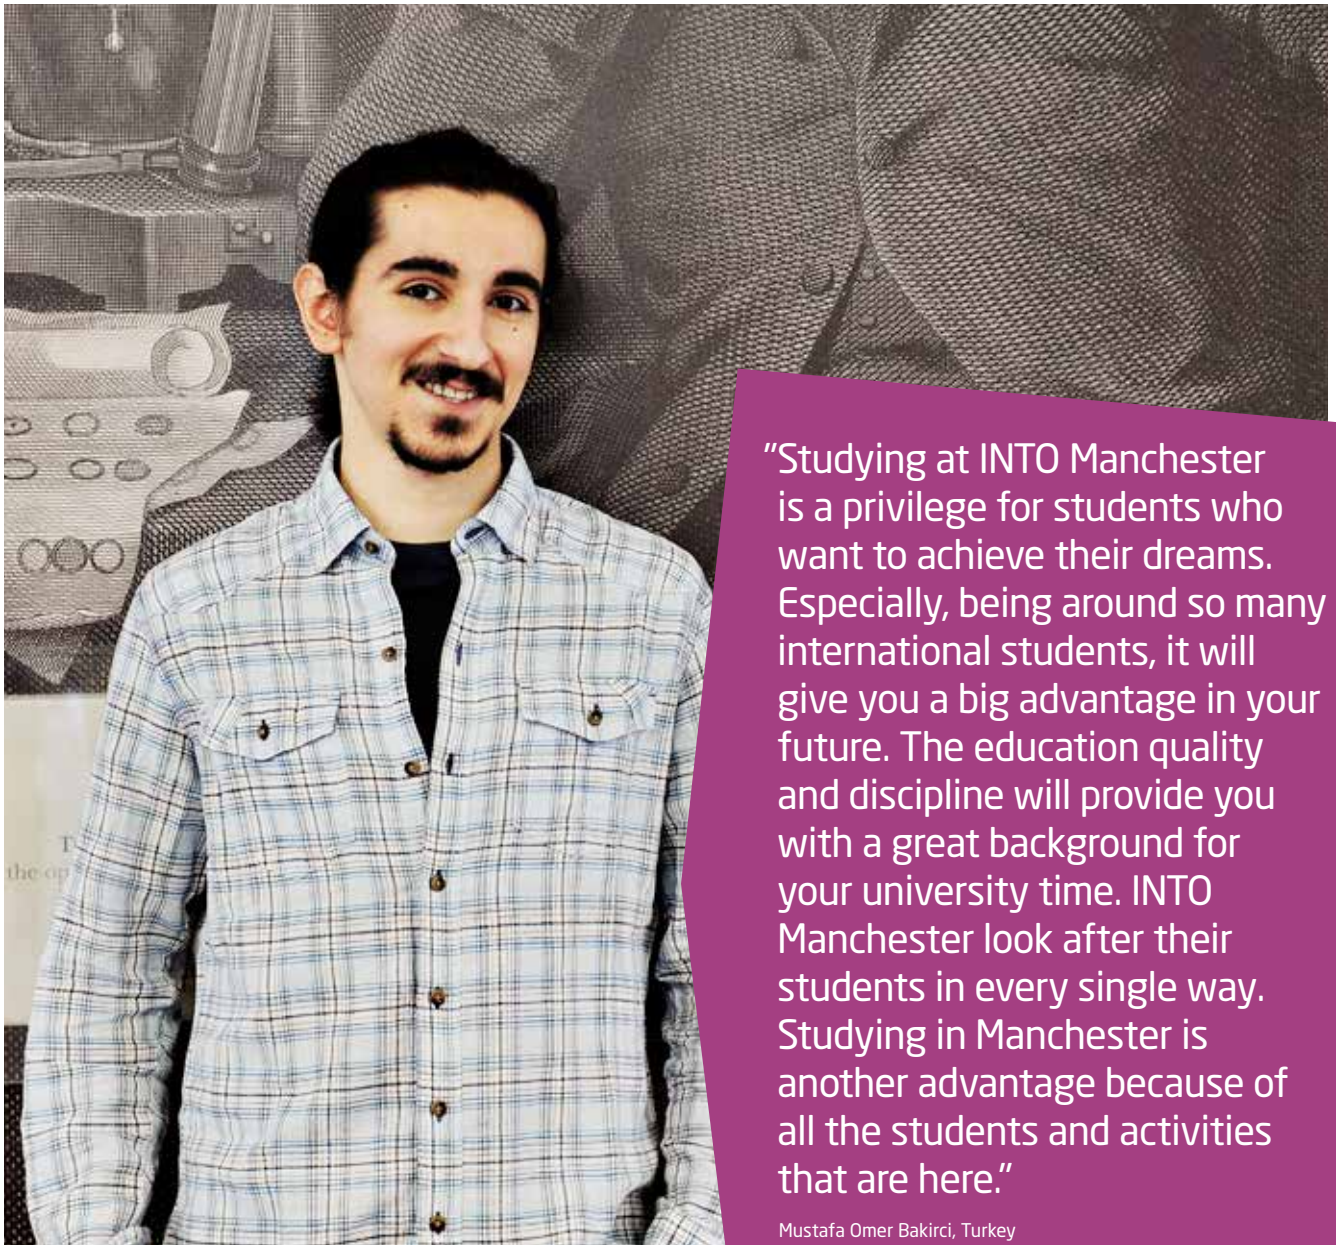 "Studying at INTO Manchester
is a privilege for students who
want to achieve their dreams.
Especially, being around so many
international students, it will
give you a big advantage in your
future. The education quality
and discipline will provide you
with a great background for
your university time. INTO
Manchester look after their
students in every single way.
Studying in Manchester is
another advantage because of
all the students and activities
that are here."
Mustafa Omer Bakirci, Turkey
the